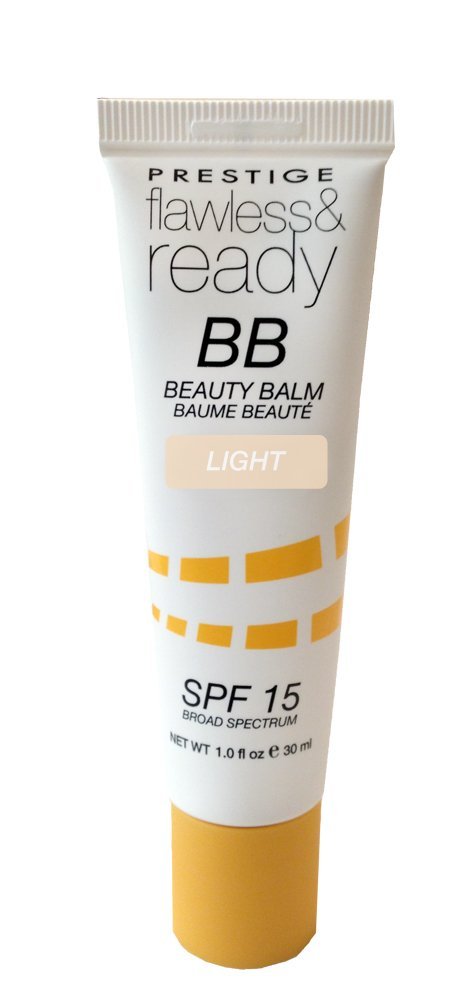 PRESTIGE
flawless&
ready
BB
BEAUTY BALM
BAUME BEAUTÉ
LIGHT
SPF 15
BROAD SPECTRUM
NET WT 1.0 fl oz ℮ 30 ml